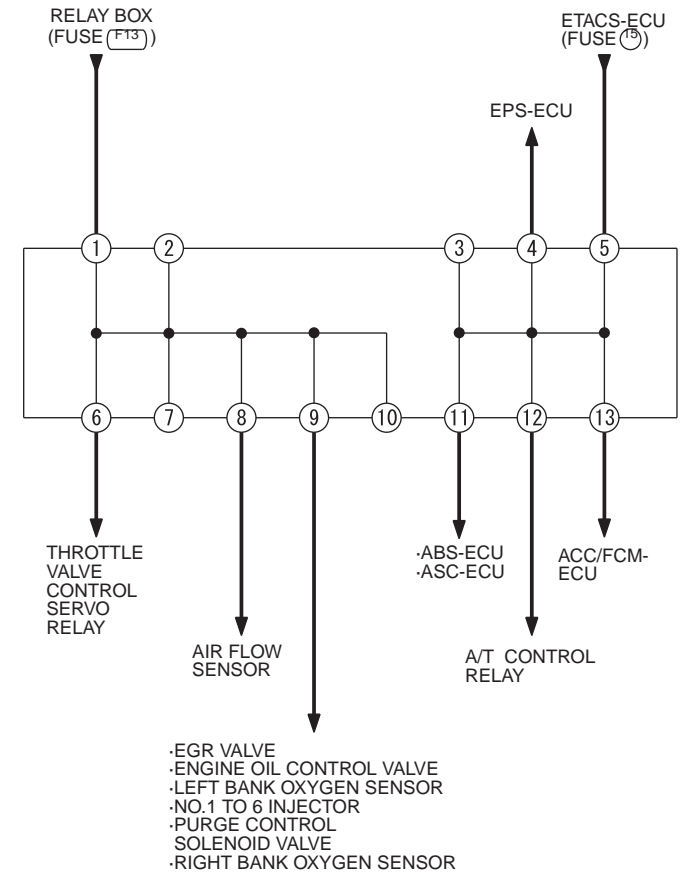 RELAY BOX
(FUSE F13)
ETACS-ECU
(FUSE 15)
EPS-ECU
1
2
3
4
5
6
7
8
9
10
11
12
13
THROTTLE
VALVE
CONTROL
SERVO
RELAY
AIR FLOW
SENSOR
·ABS-ECU
·ASC-ECU
ACC/FCM-
ECU
A/T CONTROL
RELAY
·EGR VALVE
·ENGINE OIL CONTROL VALVE
·LEFT BANK OXYGEN SENSOR
·NO.1 TO 6 INJECTOR
·PURGE CONTROL
SOLENOID VALVE
·RIGHT BANK OXYGEN SENSOR